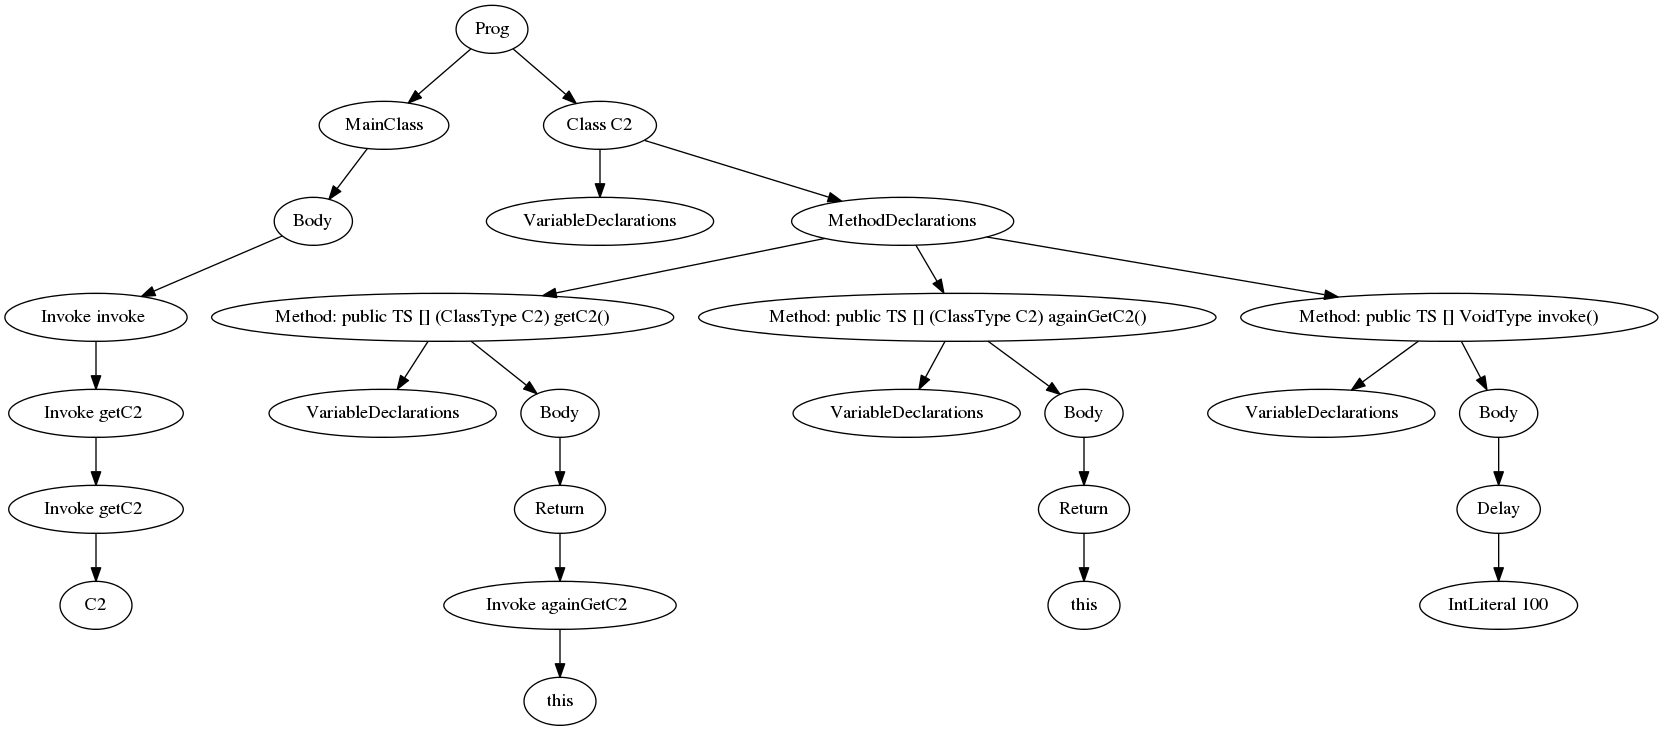 Prog
MainClass
Class C2
Body
VariableDeclarations
MethodDeclarations
Invoke invoke
Method: public TS [] (ClassType C2) getC2()
Method: public TS [] (ClassType C2) againGetC2()
Method: public TS [] VoidType invoke()
Invoke getC2
VariableDeclarations
Body
VariableDeclarations
Body
VariableDeclarations
Body
Invoke getC2
Return
Return
Delay
C2
Invoke againGetC2
this
IntLiteral 100
this